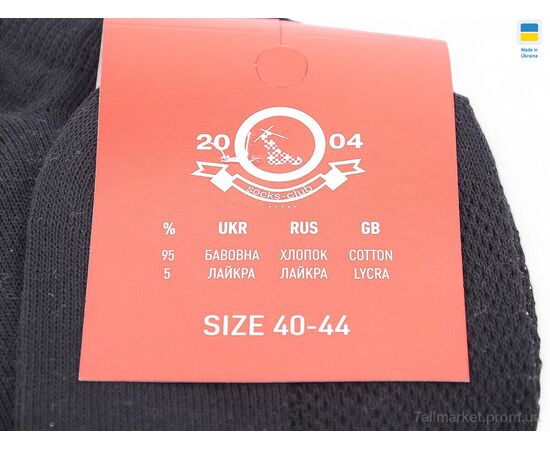 Made in
Ukraine
20 04
socks-club
% UKR RUS GB
95 БАВОВНА ХЛОПОК COTTON
5 ЛАЙКРА ЛАЙКРА LYCRA
SIZE 40-44
7allmarket.prom.ua